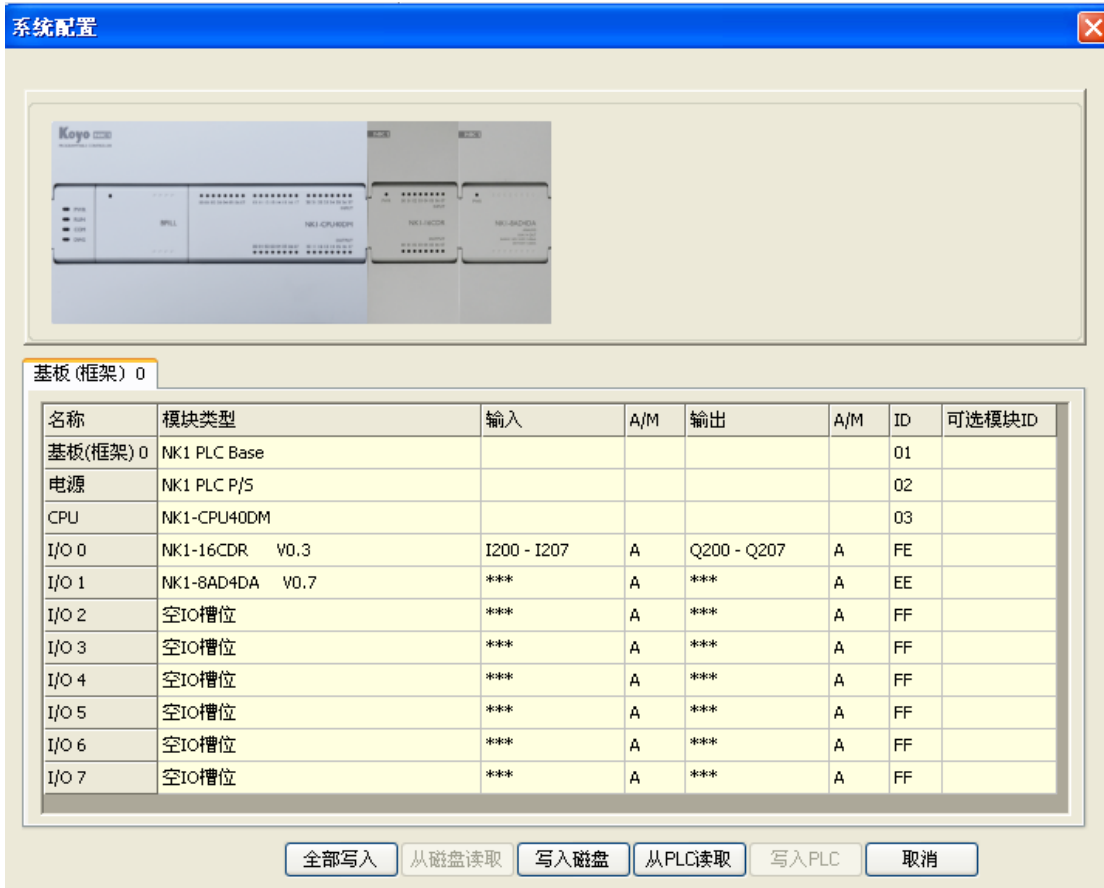 系统配置
Koyo
NK1-CPU40DM
NK1-16CDR
NK1-8AD4DA
基板(框架) 0
名称 模块类型 输入 A/M 输出 A/M ID 可选模块ID
基板(框架) 0 NK1 PLC Base 01
电源 NK1 PLC P/S 02
CPU NK1-CPU40DM 03
I/O 0 NK1-16CDR V0.3 I200 - I207 A Q200 - Q207 A FE
I/O 1 NK1-8AD4DA V0.7 *** A *** A EE
I/O 2 空IO槽位 *** A *** A FF
I/O 3 空IO槽位 *** A *** A FF
I/O 4 空IO槽位 *** A *** A FF
I/O 5 空IO槽位 *** A *** A FF
I/O 6 空IO槽位 *** A *** A FF
I/O 7 空IO槽位 *** A *** A FF
全部写入 从磁盘读取 写入磁盘 从PLC读取 写入PLC 取消